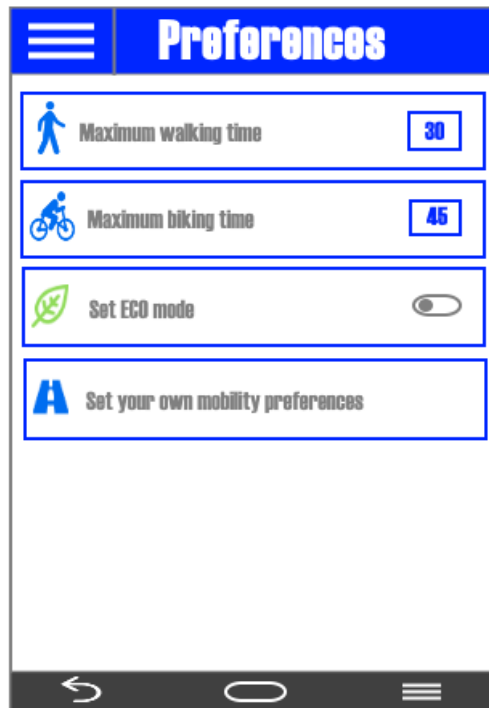 Preferences
Maximum walking time 30
Maximum biking time 45
Set ECO mode
Set your own mobility preferences